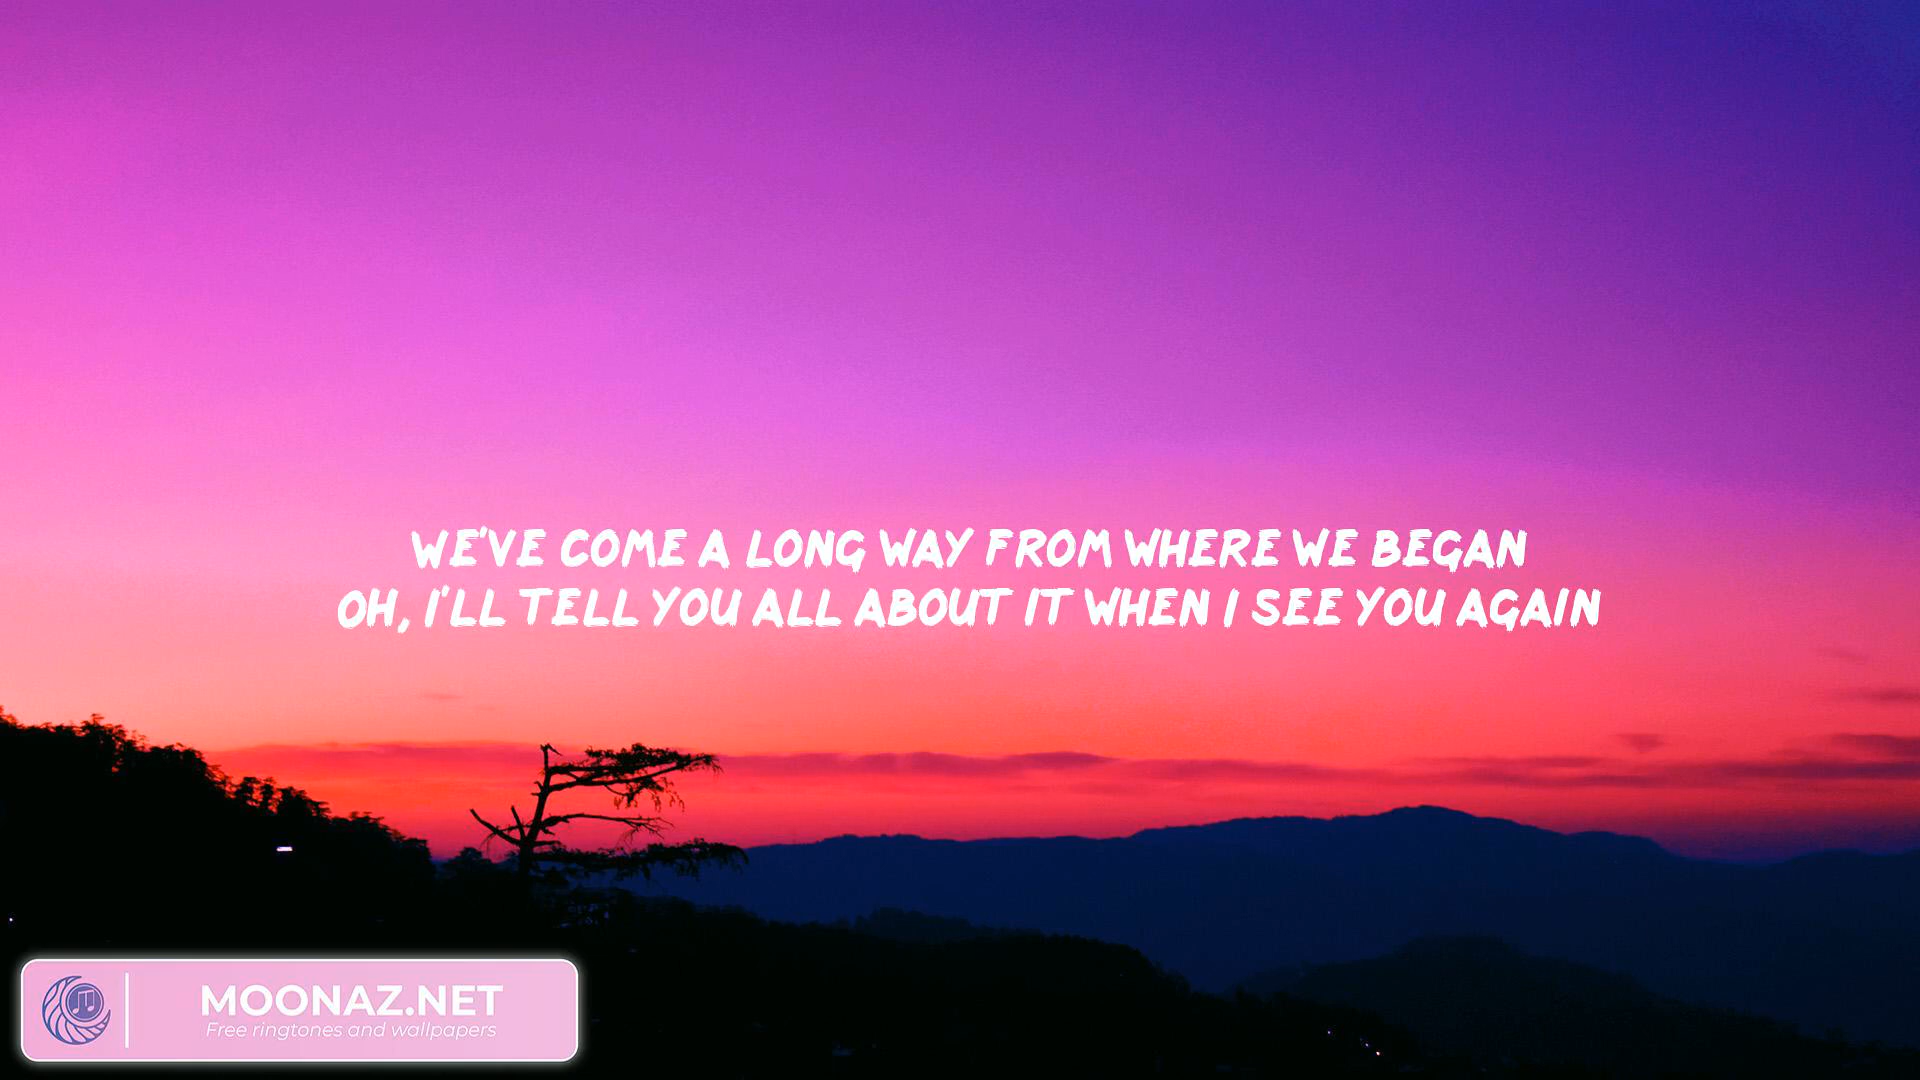 WE'VE COME A LONG WAY FROM WHERE WE BEGAN
OH, I'LL TELL YOU ALL ABOUT IT WHEN I SEE YOU AGAIN
MOONAZ.NET
Free ringtones and wallpapers